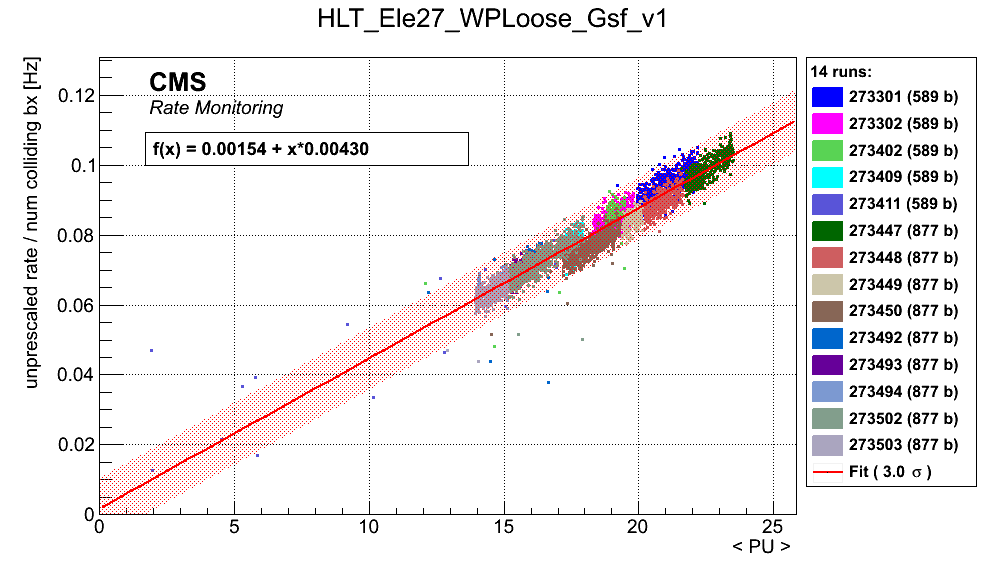 HLT_Ele27_WPLoose_Gsf_v1
unprescaled rate / num colliding bx [Hz]
CMS
Rate Monitoring
f(x) = 0.00154 + x*0.00430
0.12
0.1
0.08
0.06
0.04
0.02
0
0 5 10 15 20 25
< PU >
14 runs:
273301 (589 b)
273302 (589 b)
273402 (589 b)
273409 (589 b)
273411 (589 b)
273447 (877 b)
273448 (877 b)
273449 (877 b)
273450 (877 b)
273492 (877 b)
273493 (877 b)
273494 (877 b)
273502 (877 b)
273503 (877 b)
Fit ( 3.0 σ )